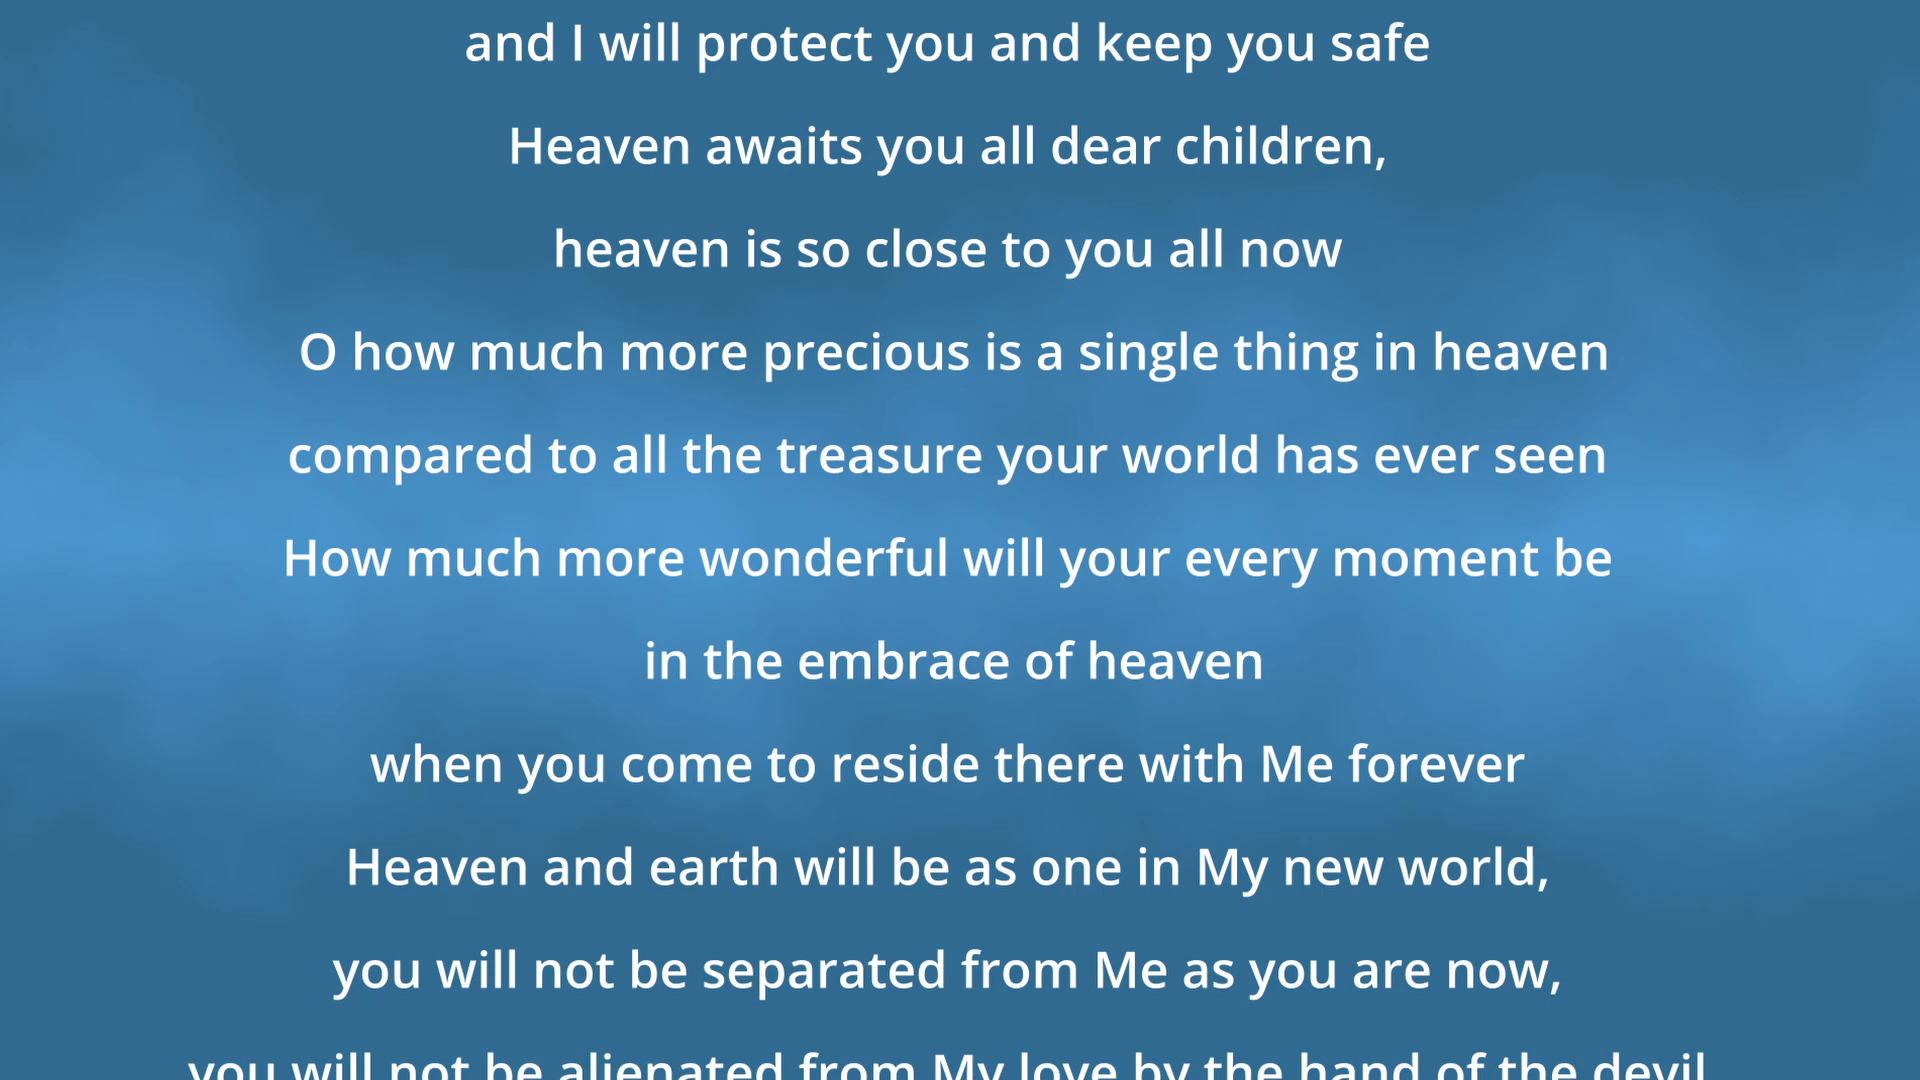 and I will protect you and keep you safe
Heaven awaits you all dear children,
heaven is so close to you all now
O how much more precious is a single thing in heaven
compared to all the treasure your world has ever seen
How much more wonderful will your every moment be
in the embrace of heaven
when you come to reside there with Me forever
Heaven and earth will be as one in My new world,
you will not be separated from Me as you are now,
you will not be alienated from My love by the hand of the devil